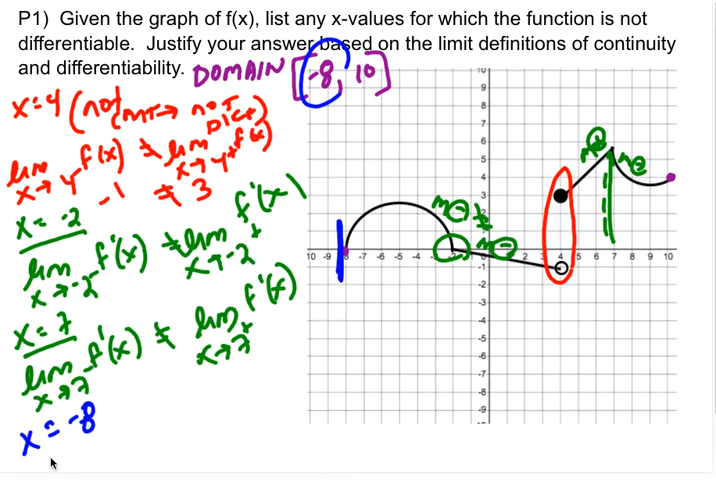 P1) Given the graph of f(x), list any x-values for which the function is not
differentiable. Justify your answer based on the limit definitions of continuity
and differentiability. DOMAIN [-8, 10]
x=4 (not cnt → not
diff)
lim f(x) ≠ lim f(x)
x→4⁻ x→4⁺
-1 ≠ 3
x = -2
lim f'(x) ≠ lim f'(x)
x→-2⁻ x→-2⁺
x = 7
lim f'(x) ≠ lim f'(x)
x→7⁻ x→7⁺
x = -8
m⊕ m⊖
m⊖ ≠ m⊖
10 9 8 7 6 5 4 3
10 -9 -7 -6 -5 -4 2 3 4 5 6 7 8 9 10
-1 -2 -3 -4 -5 -6 -7 -8 -9